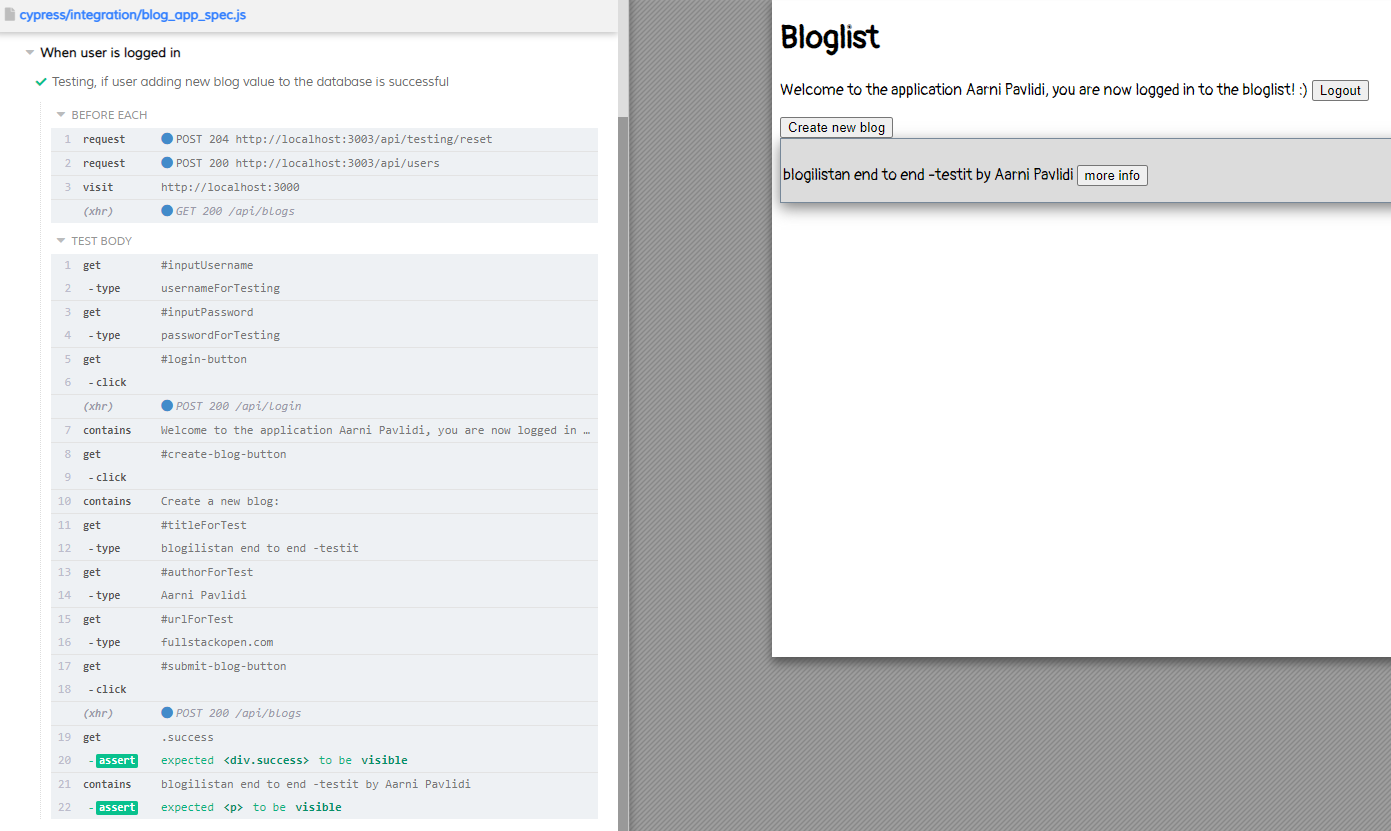 cypress/integration/blog_app_spec.js
When user is logged in
Testing, if user adding new blog value to the database is successful
BEFORE EACH
1 request POST 204 http://localhost:3003/api/testing/reset
2 request POST 200 http://localhost:3003/api/users
3 visit http://localhost:3000
(xhr) GET 200 /api/blogs
TEST BODY
1 get #inputUsername
2 -type usernameForTesting
3 get #inputPassword
4 -type passwordForTesting
5 get #login-button
6 -click
(xhr) POST 200 /api/login
7 contains Welcome to the application Aarni Pavlidi, you are now logged in …
8 get #create-blog-button
9 -click
10 contains Create a new blog:
11 get #titleForTest
12 -type blogilistan end to end -testit
13 get #authorForTest
14 -type Aarni Pavlidi
15 get #urlForTest
16 -type fullstackopen.com
17 get #submit-blog-button
18 -click
(xhr) POST 200 /api/blogs
19 get .success
20 -assert expected <div.success> to be visible
21 contains blogilistan end to end -testit by Aarni Pavlidi
22 -assert expected <p> to be visible
Bloglist
Welcome to the application Aarni Pavlidi, you are now logged in to the bloglist! :) Logout
Create new blog
blogilistan end to end -testit by Aarni Pavlidi more info